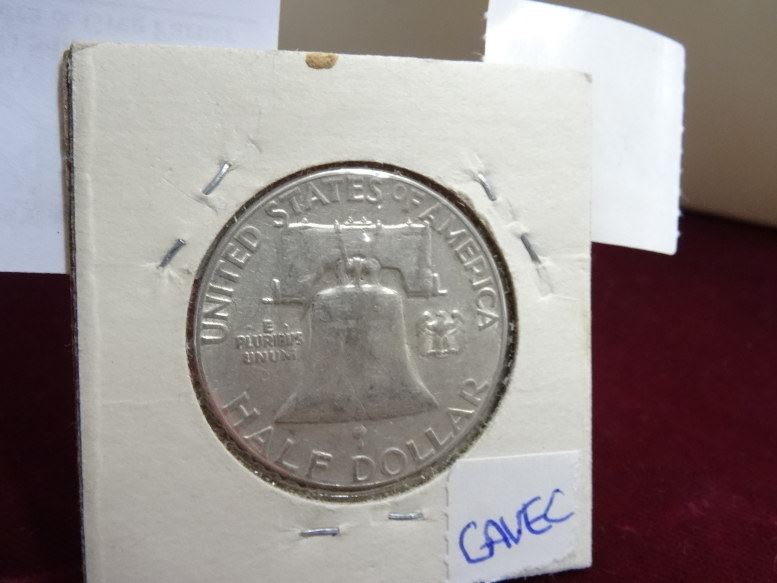 UNITED STATES OF AMERICA
E
PLURIBUS
UNUM
HALF DOLLAR
GAVEC